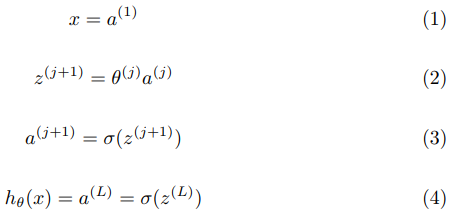 x = a^{(1)} (1)
z^{(j+1)} = θ^{(j)}a^{(j)} (2)
a^{(j+1)} = σ(z^{(j+1)}) (3)
h_θ(x) = a^{(L)} = σ(z^{(L)}) (4)